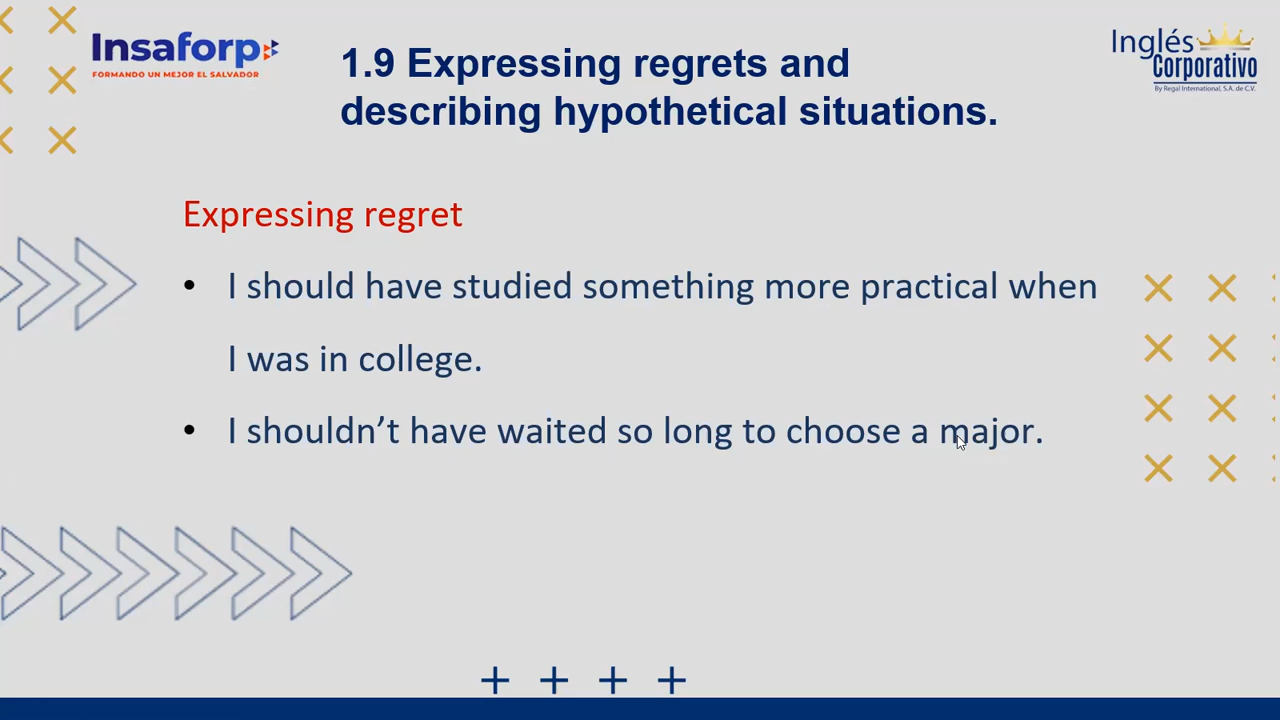 Insaforp
FORMANDO UN MEJOR EL SALVADOR
1.9 Expressing regrets and
describing hypothetical situations.
Inglés
Corporativo
By Regal International, S.A. de C.V.
Expressing regret
• I should have studied something more practical when
I was in college.
• I shouldn’t have waited so long to choose a major.